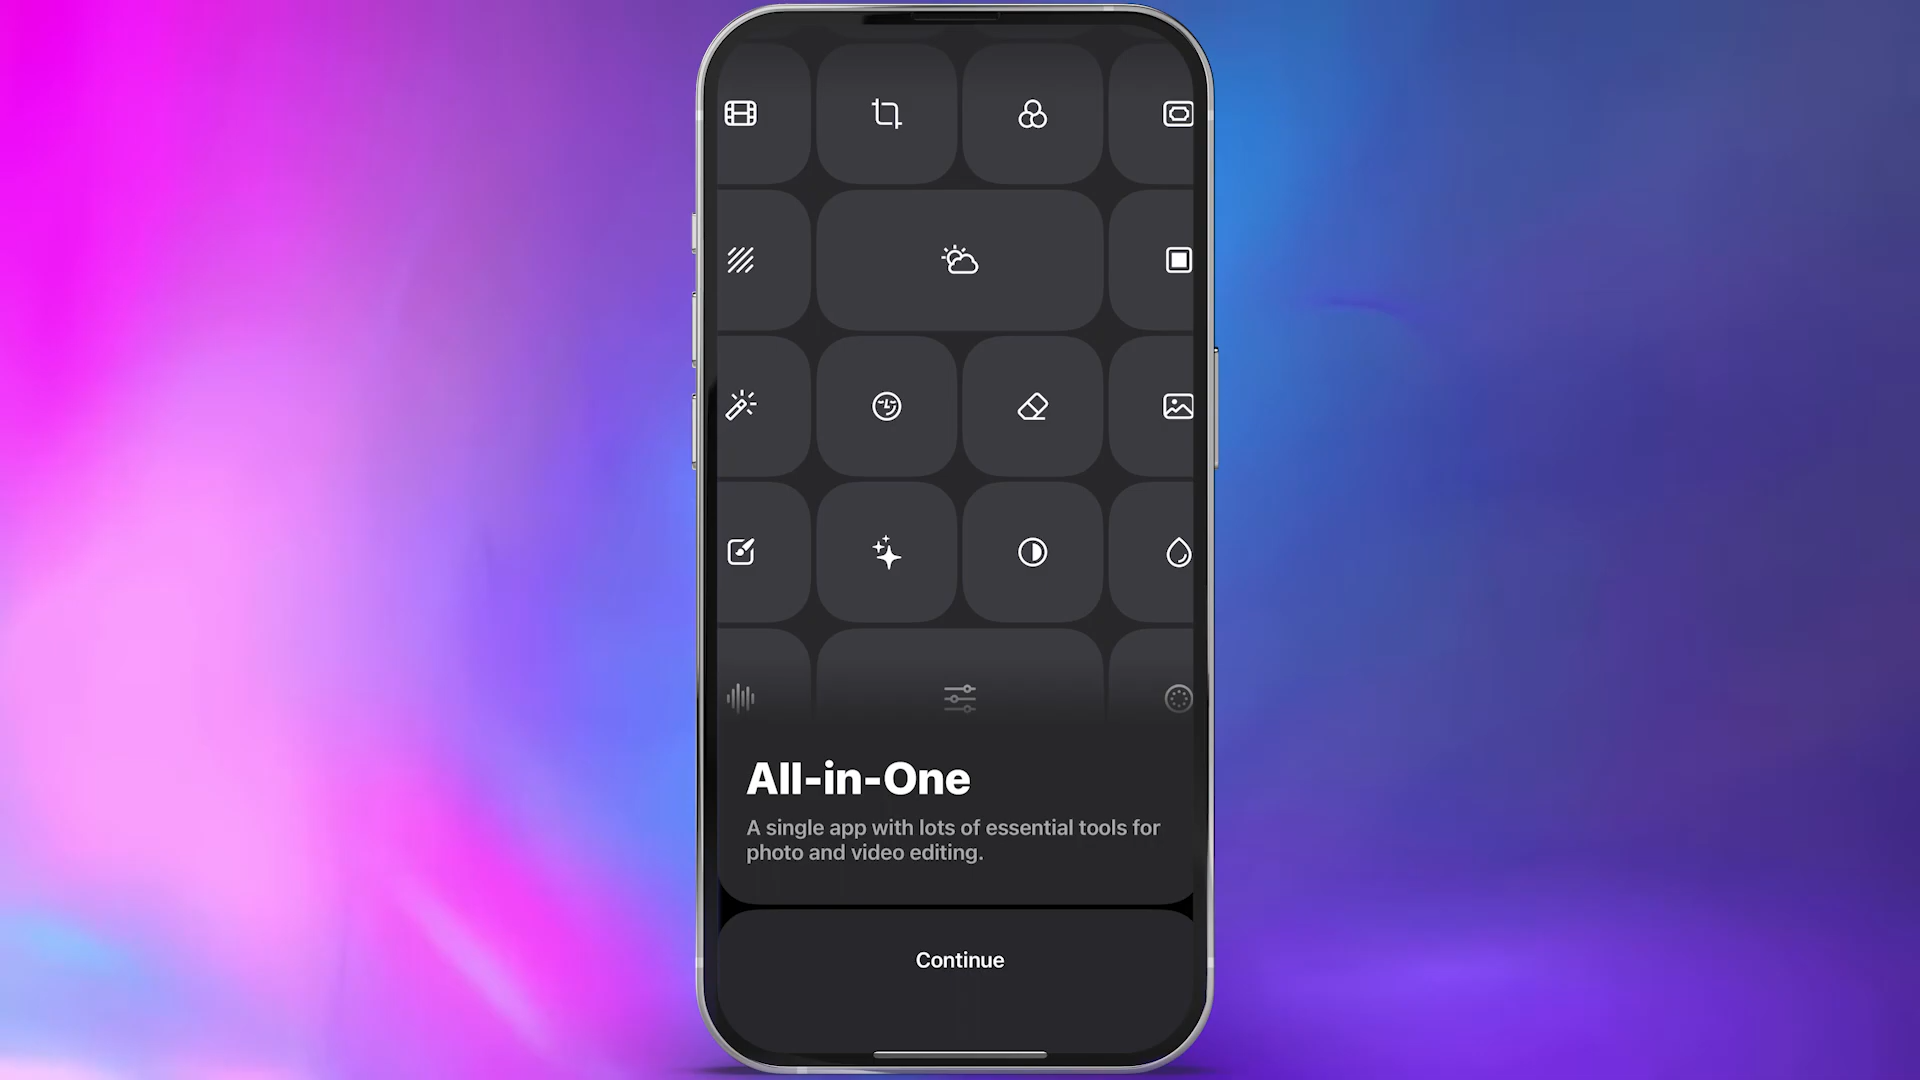 All-in-One
A single app with lots of essential tools for
photo and video editing.
Continue